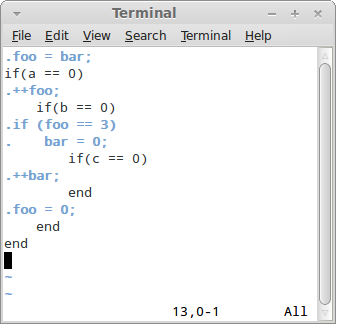 Terminal
File Edit View Search Terminal Help
.foo = bar;
if(a == 0)
.++foo;
    if(b == 0)
.if (foo == 3)
.    bar = 0;
        if(c == 0)
.++bar;
        end
.foo = 0;
    end
end
~
~
13,0-1 All